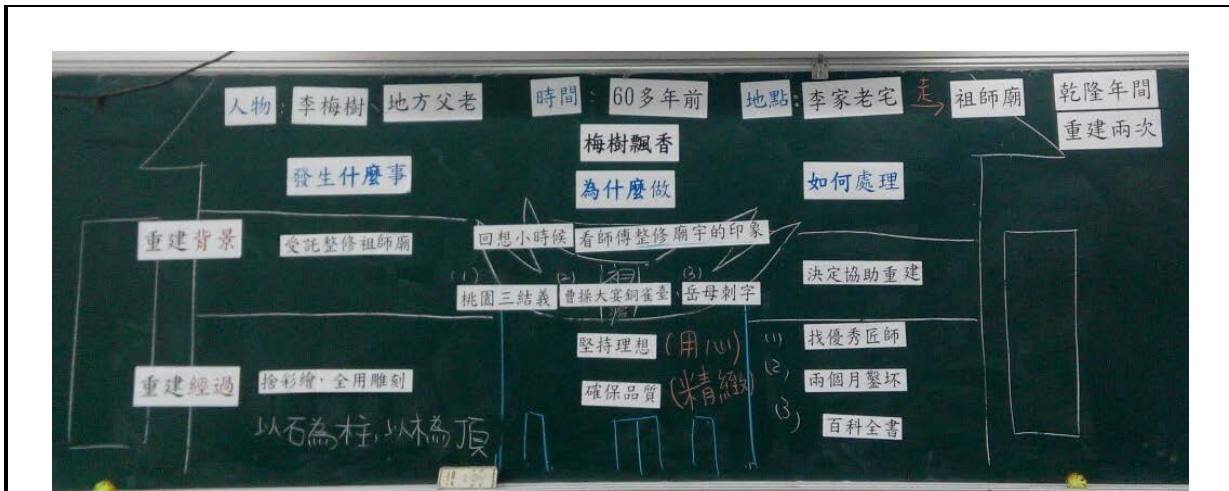 人物：李梅樹、地方父老　時間：60多年前　地點：李家老宅 走→ 祖師廟　乾隆年間
重建兩次
梅樹飄香
發生什麼事　為什麼做　如何處理
重建背景　受託整修祖師廟　回想小時候　看師傅整修廟宇的印象　決定協助重建
(1) 桃園三結義　(2) 曹操大宴銅雀臺、(3) 岳母刺字
堅持理想 (用心)　(1) 找優秀匠師
重建經過　捨彩繪，全用雕刻　確保品質 (精緻)　(2) 兩個月鑿坏
以石為柱，以木為頂　(3) 百科全書